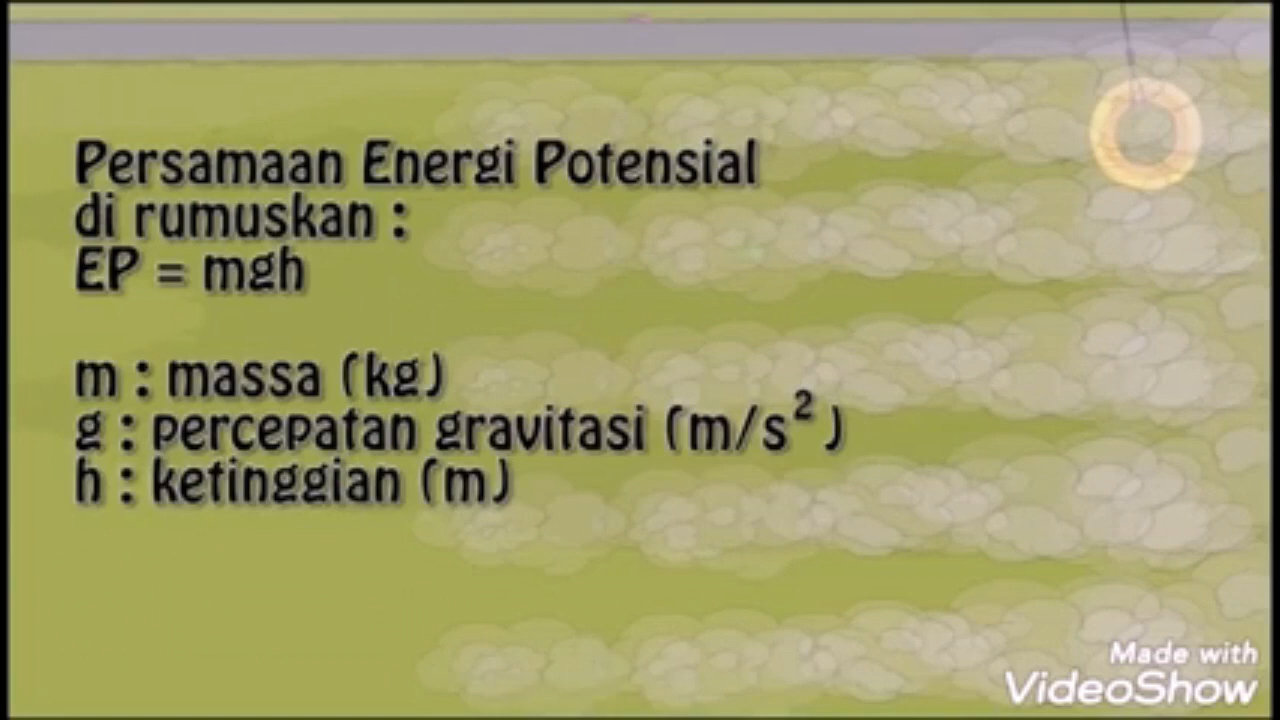 Persamaan Energi Potensial
di rumuskan :
EP = mgh
m : massa (kg)
g : percepatan gravitasi (m/s²)
h : ketinggian (m)
Made with
VideoShow